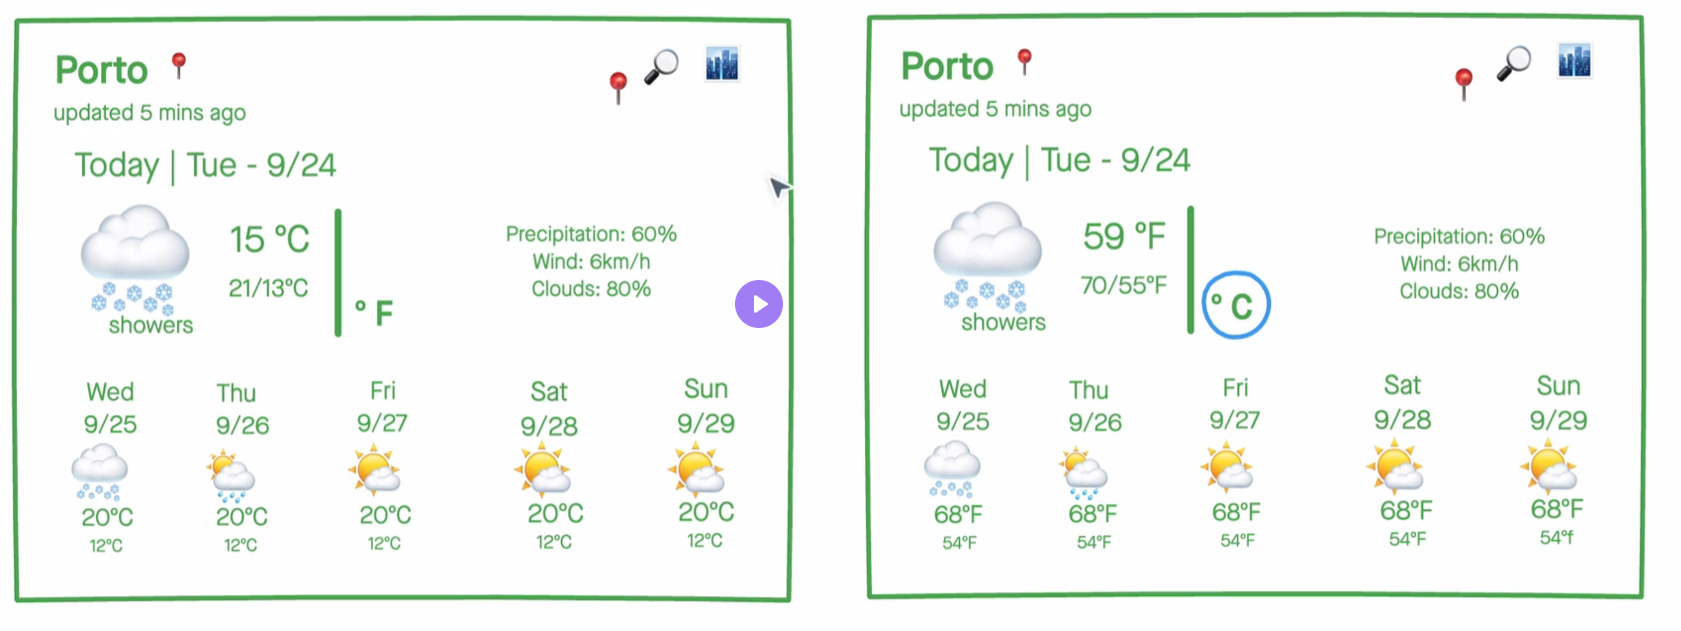 Porto
updated 5 mins ago
Today | Tue - 9/24
15 °C
21/13°C
° F
showers
Precipitation: 60%
Wind: 6km/h
Clouds: 80%
Wed
9/25
20°C
12°C
Thu
9/26
20°C
12°C
Fri
9/27
20°C
12°C
Sat
9/28
20°C
12°C
Sun
9/29
20°C
12°C
Porto
updated 5 mins ago
Today | Tue - 9/24
59 °F
70/55°F
° C
showers
Precipitation: 60%
Wind: 6km/h
Clouds: 80%
Wed
9/25
68°F
54°F
Thu
9/26
68°F
54°F
Fri
9/27
68°F
54°F
Sat
9/28
68°F
54°F
Sun
9/29
68°F
54°f